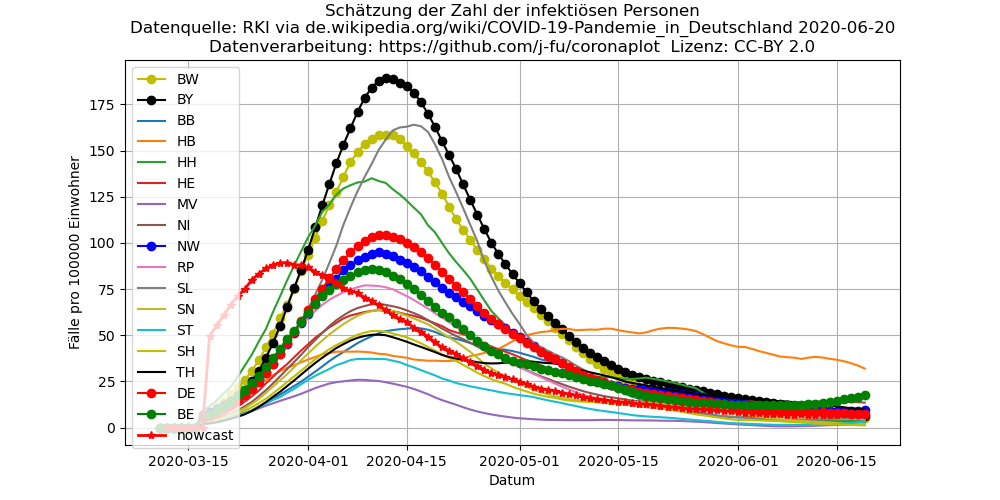 Schätzung der Zahl der infektiösen Personen
Datenquelle: RKI via de.wikipedia.org/wiki/COVID-19-Pandemie_in_Deutschland 2020-06-20
Datenverarbeitung: https://github.com/j-fu/coronaplot  Lizenz: CC-BY 2.0
BW
BY
BB
HB
HH
HE
MV
NI
NW
RP
SL
SN
ST
SH
TH
DE
BE
nowcast
Fälle pro 100000 Einwohner
175
150
125
100
75
50
25
0
2020-03-15 2020-04-01 2020-04-15 2020-05-01 2020-05-15 2020-06-01 2020-06-15
Datum